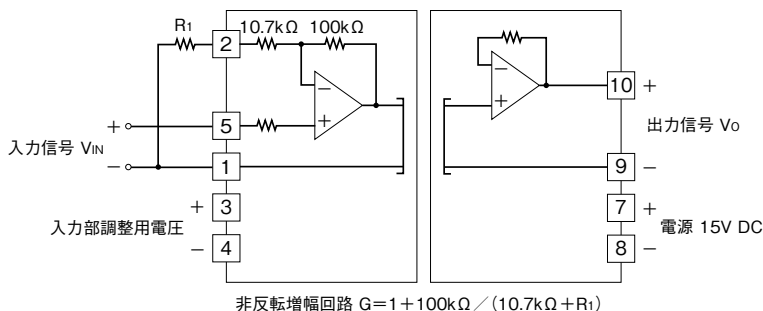 R1
2
10.7kΩ
100kΩ
−
+
−
+
10
+
+
5
入力信号 VIN
出力信号 VO
−
1
9
−
+
3
7
+
入力部調整用電圧
電源 15V DC
−
4
8
−
非反転増幅回路 G=1+100kΩ／(10.7kΩ+R1)